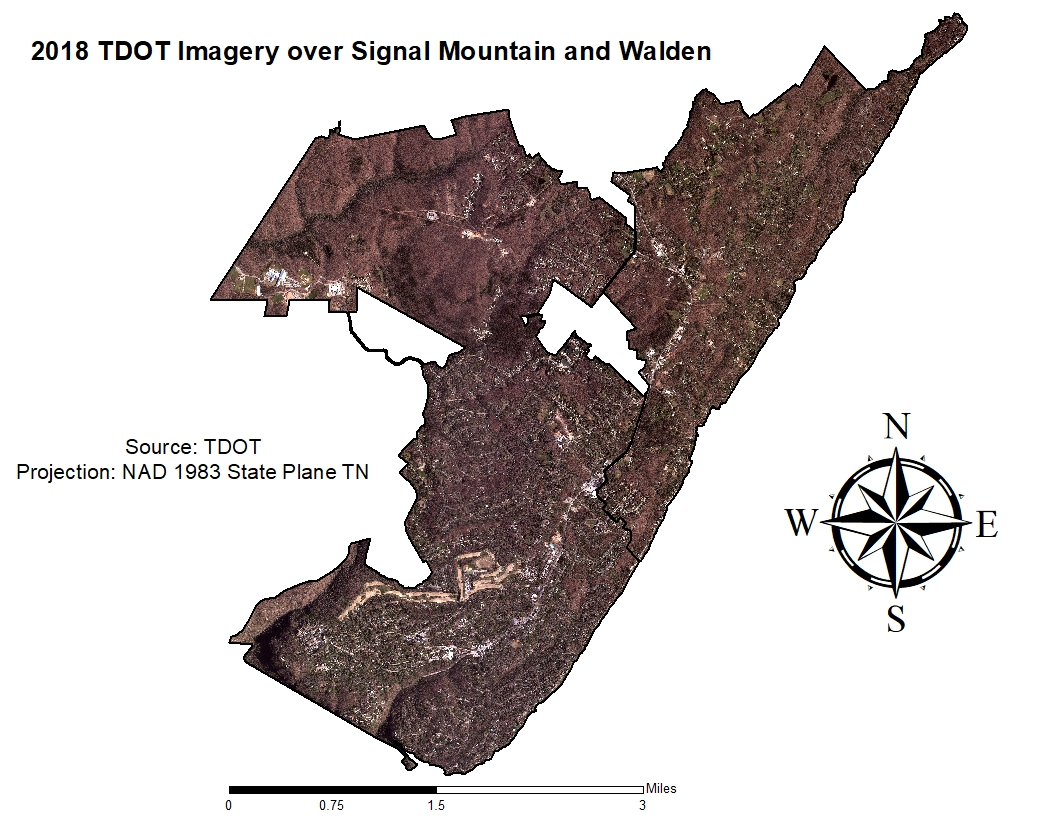 2018 TDOT Imagery over Signal Mountain and Walden
N
W E
S
Source: TDOT
Projection: NAD 1983 State Plane TN
Miles
0 0.75 1.5 3